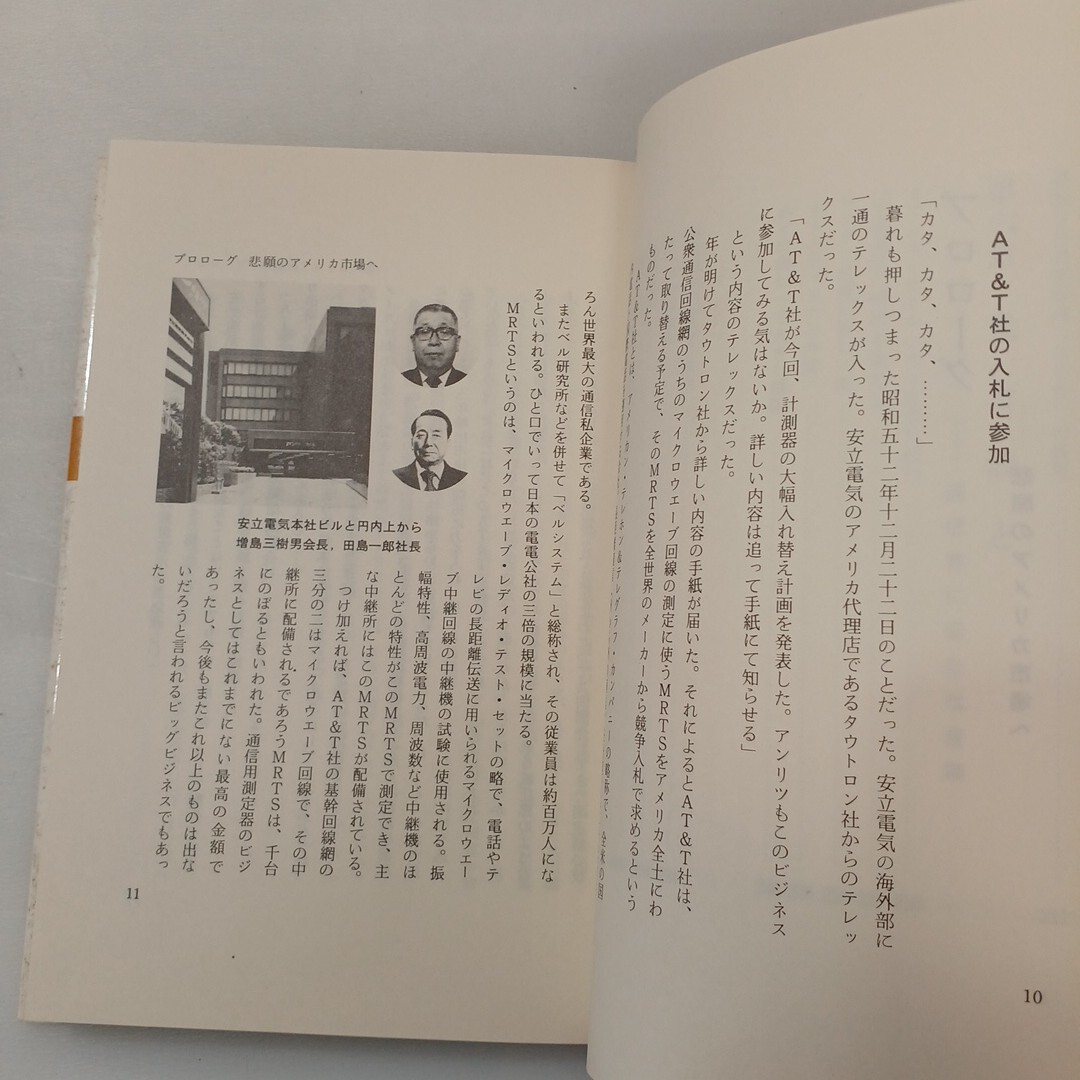 AT&T社の入札に参加
「カタ、カタ、カタ、………」
暮れも押しつまった昭和五十二年十二月二十二日のことだった。安立電気の海外部に
一通のテレックスが入った。安立電気のアメリカ代理店であるタウトロン社からのテレッ
クスだった。
「AT&T社が今回、計測器の大幅入れ替え計画を発表した。アンリツもこのビジネス
に参加してみる気はないか。詳しい内容は追って手紙にて知らせる」
という内容のテレックスだった。
年が明けてタウトロン社から詳しい内容の手紙が届いた。それによるとAT&T社は、
公衆通信回線網のうちのマイクロウエーブ回線の測定に使うMRTSをアメリカ全土にわ
たって取り替える予定で、そのMRTSを全世界のメーカーから競争入札で求めるという
ものだった。
AT&T社とは、アメリカン・テレホン&テレグラフ・カンパニーの略称で、全米の
10
プロローグ 悲願のアメリカ市場へ
ろん世界最大の通信私企業である。
またベル研究所などを併せて「ベルシステム」と総称され、その従業員は約百万人にな
るといわれる。ひと口でいって日本の電電公社の三倍の規模に当たる。
MRTSというのは、マイクロウエーブ・レディオ・テスト・セットの略で、電話やテ
レビの長距離伝送に用いられるマイクロウエー
ブ中継回線の中継機の試験に使用される。振
幅特性、高周波電力、周波数など中継機のほ
とんどの特性がこのMRTSで測定でき、主
な中継所にはこのMRTSが配備されている。
つけ加えれば、AT&T社の基幹回線網の
三分の二はマイクロウエーブ回線で、その中
継所に配備されるであろうMRTSは、千台
にのぼるともいわれた。通信用測定器のビジ
ネスとしてはこれまでにない最高の金額で
あったし、今後もまたこれ以上のものは出な
いだろうと言われるビッグビジネスでもあっ
た。
安立電気本社ビルと円内上から
増島三樹男会長，田島一郎社長
11